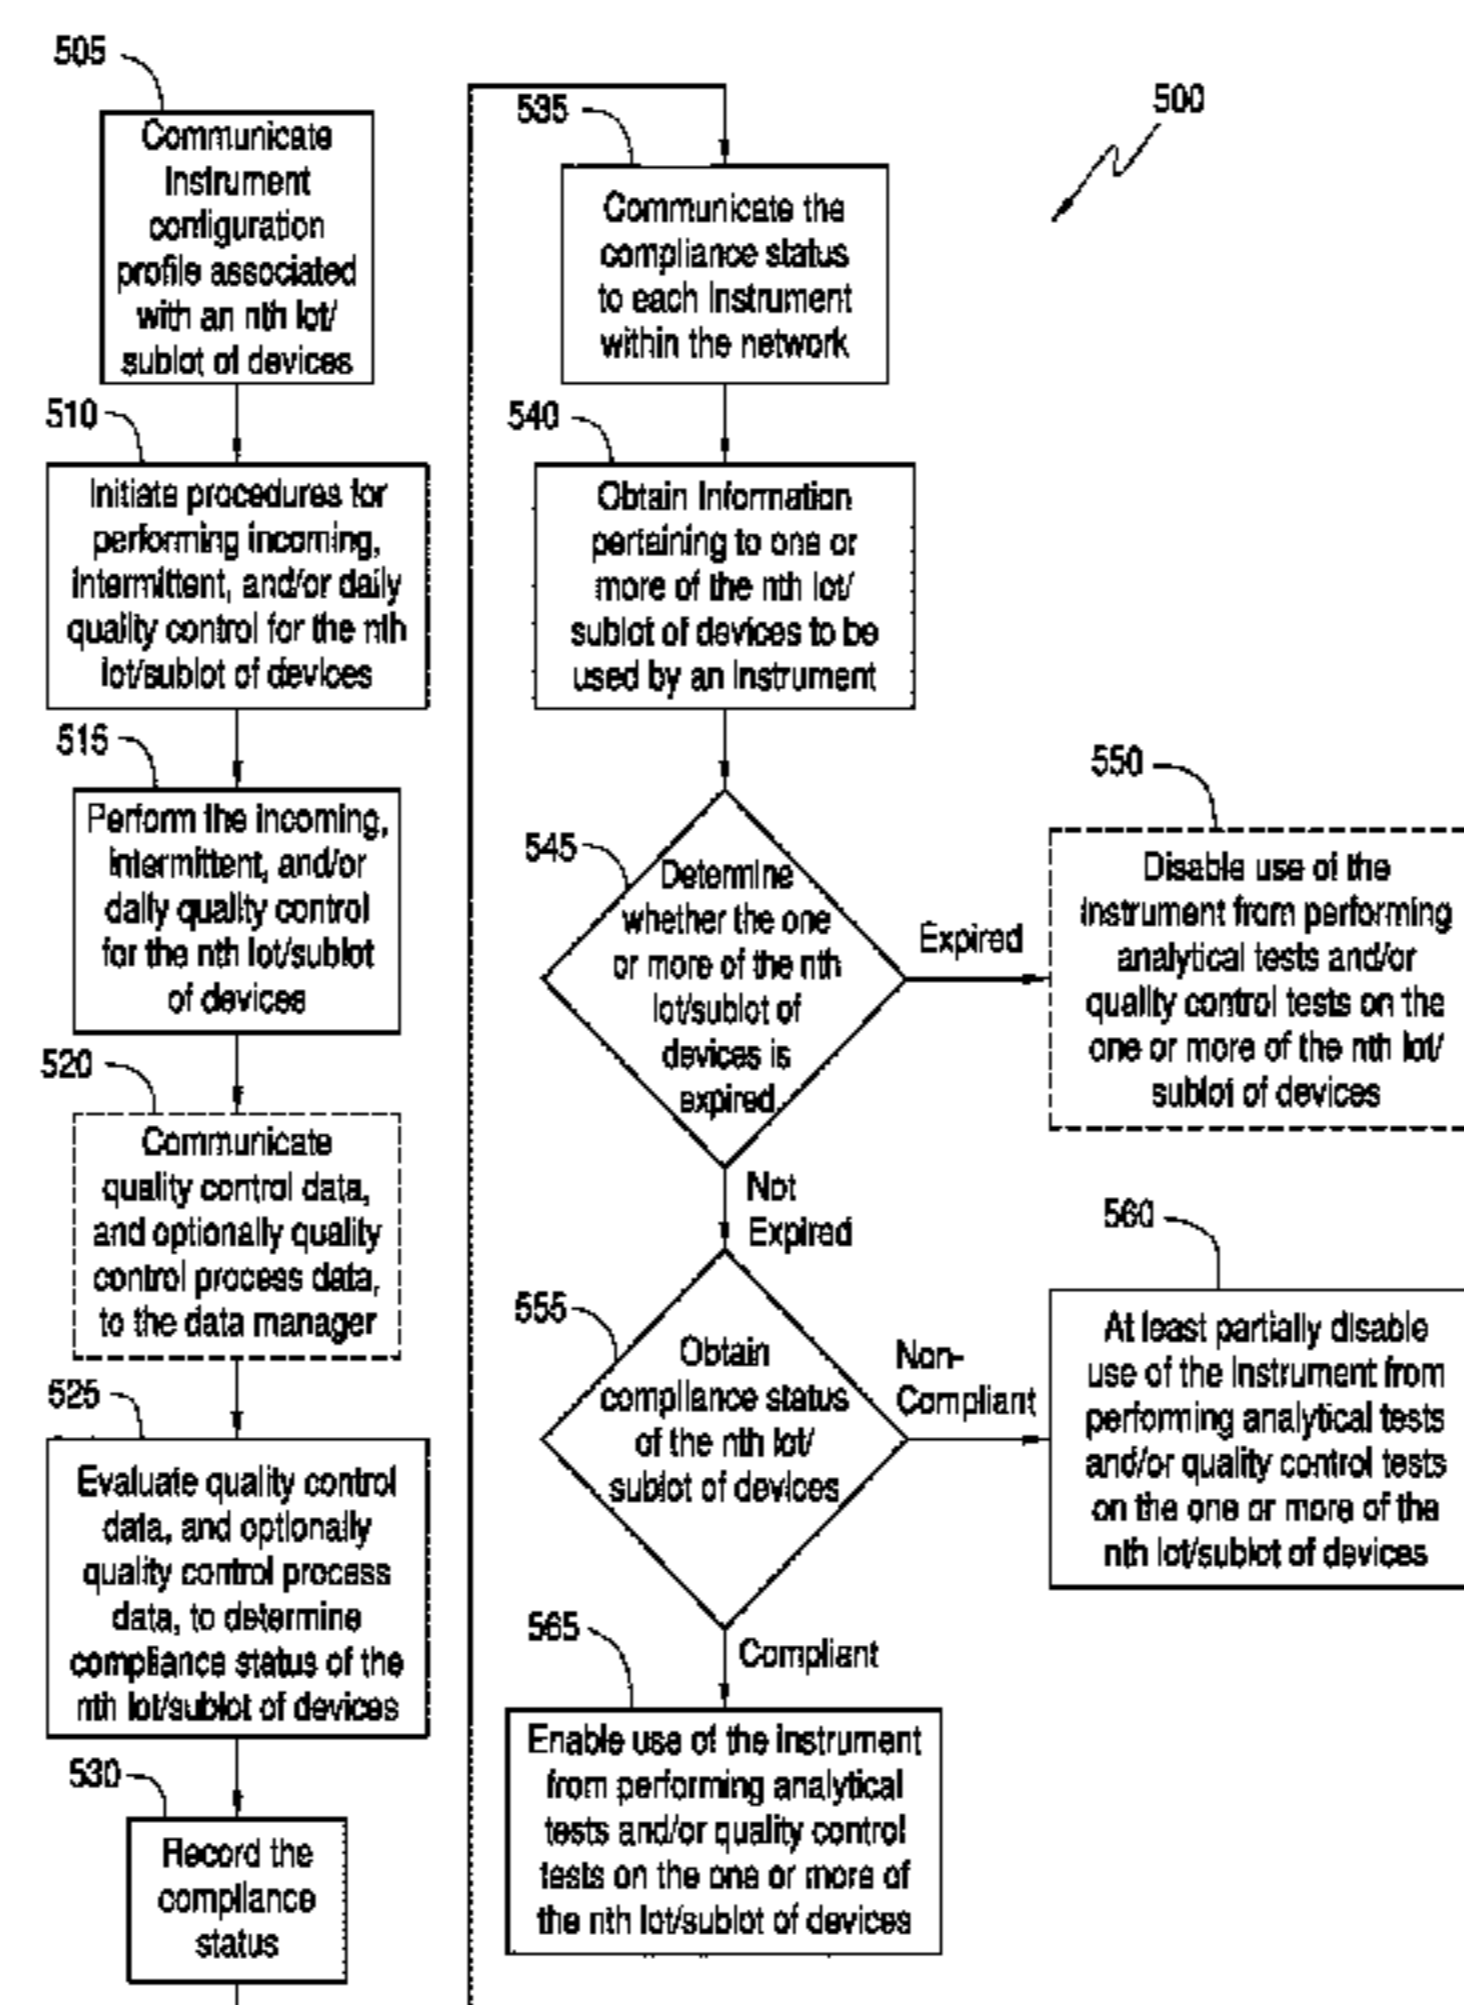 505
Communicate
Instrument
configuration
profile associated
with an nth lot/
sublot of devices
510
Initiate procedures for
performing incoming,
intermittent, and/or daily
quality control for the nth
lot/sublot of devices
515
Perform the incoming,
intermittent, and/or
daily quality control
for the nth lot/sublot
of devices
520
Communicate
quality control data,
and optionally quality
control process data,
to the data manager
525
Evaluate quality control
data, and optionally
quality control process
data, to determine
compliance status of the
nth lot/sublot of devices
530
Record the
compliance
status
535
Communicate the
compliance status
to each instrument
within the network
540
Obtain Information
pertaining to one or
more of the nth lot/
sublot of devices to be
used by an instrument
545
Determine
whether the one
or more of the nth
lot/sublot of
devices is
expired
Expired
Not
Expired
550
Disable use of the
instrument from performing
analytical tests and/or
quality control tests on the
one or more of the nth lot/
sublot of devices
555
Obtain
compliance status
of the nth lot/
sublot of devices
Non-
Compliant
Compliant
560
At least partially disable
use of the instrument from
performing analytical tests
and/or quality control tests
on the one or more of the
nth lot/sublot of devices
565
Enable use of the instrument
from performing analytical
tests and/or quality control
tests on the one or more of
the nth lot/sublot of devices
500